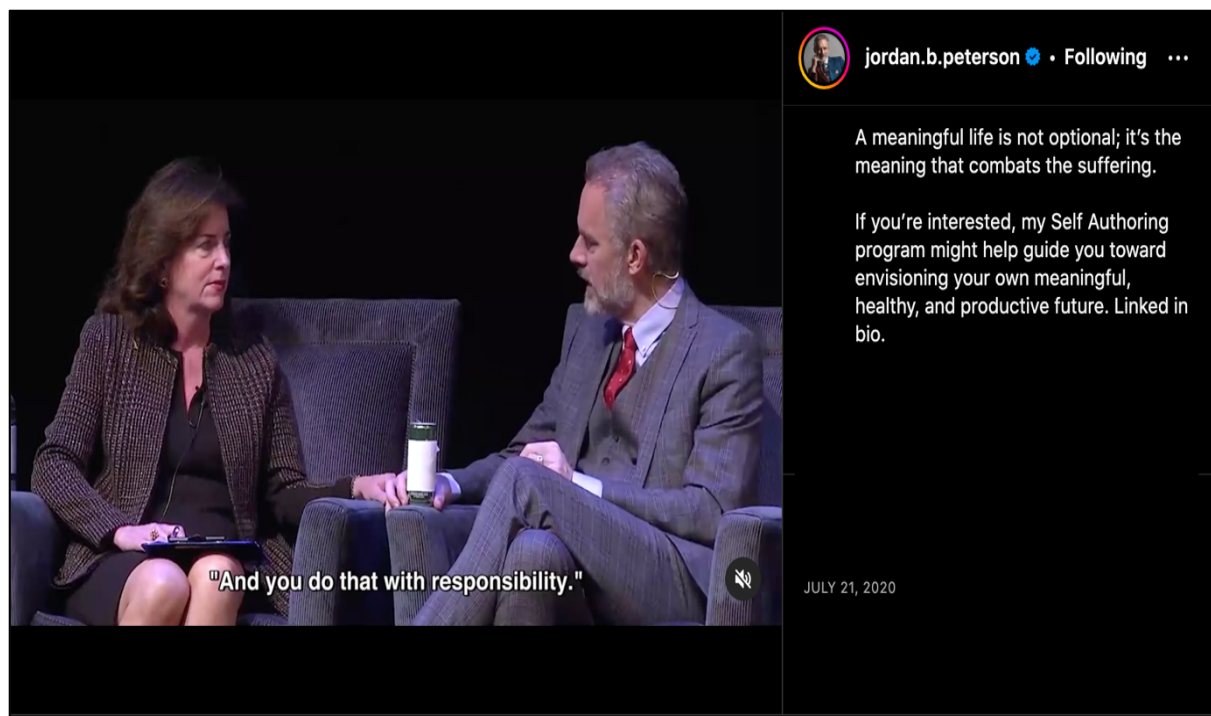 jordan.b.peterson • Following
A meaningful life is not optional; it’s the
meaning that combats the suffering.
If you’re interested, my Self Authoring
program might help guide you toward
envisioning your own meaningful,
healthy, and productive future. Linked in
bio.
"And you do that with responsibility."
JULY 21, 2020